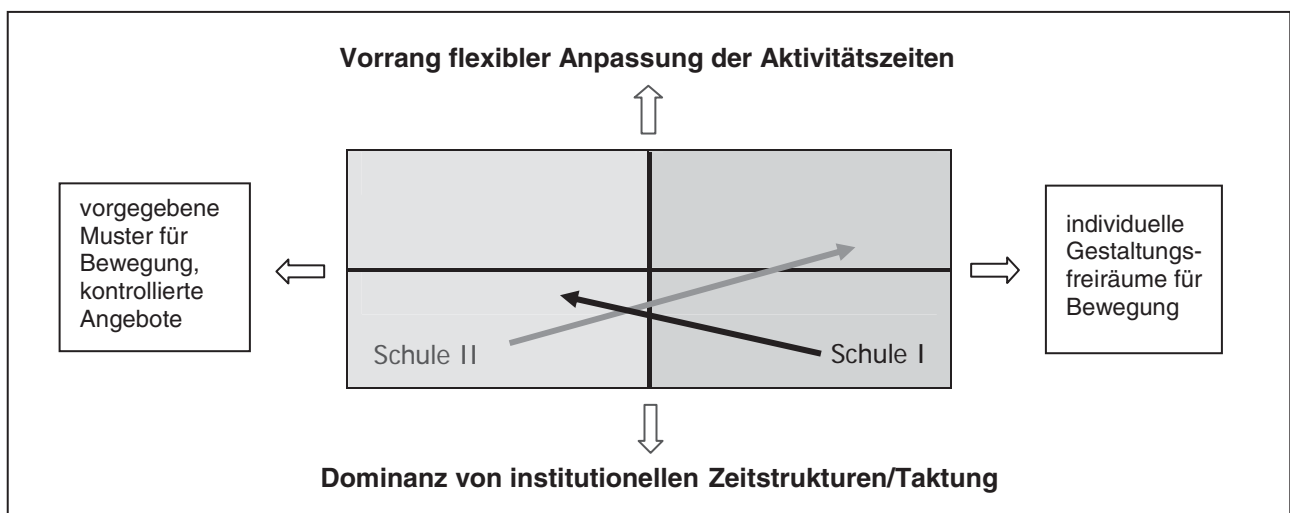 Vorrang flexibler Anpassung der Aktivitätszeiten
vorgegebene
Muster für
Bewegung,
kontrollierte
Angebote
individuelle
Gestaltungs-
freiräume für
Bewegung
Schule II
Schule I
Dominanz von institutionellen Zeitstrukturen/Taktung